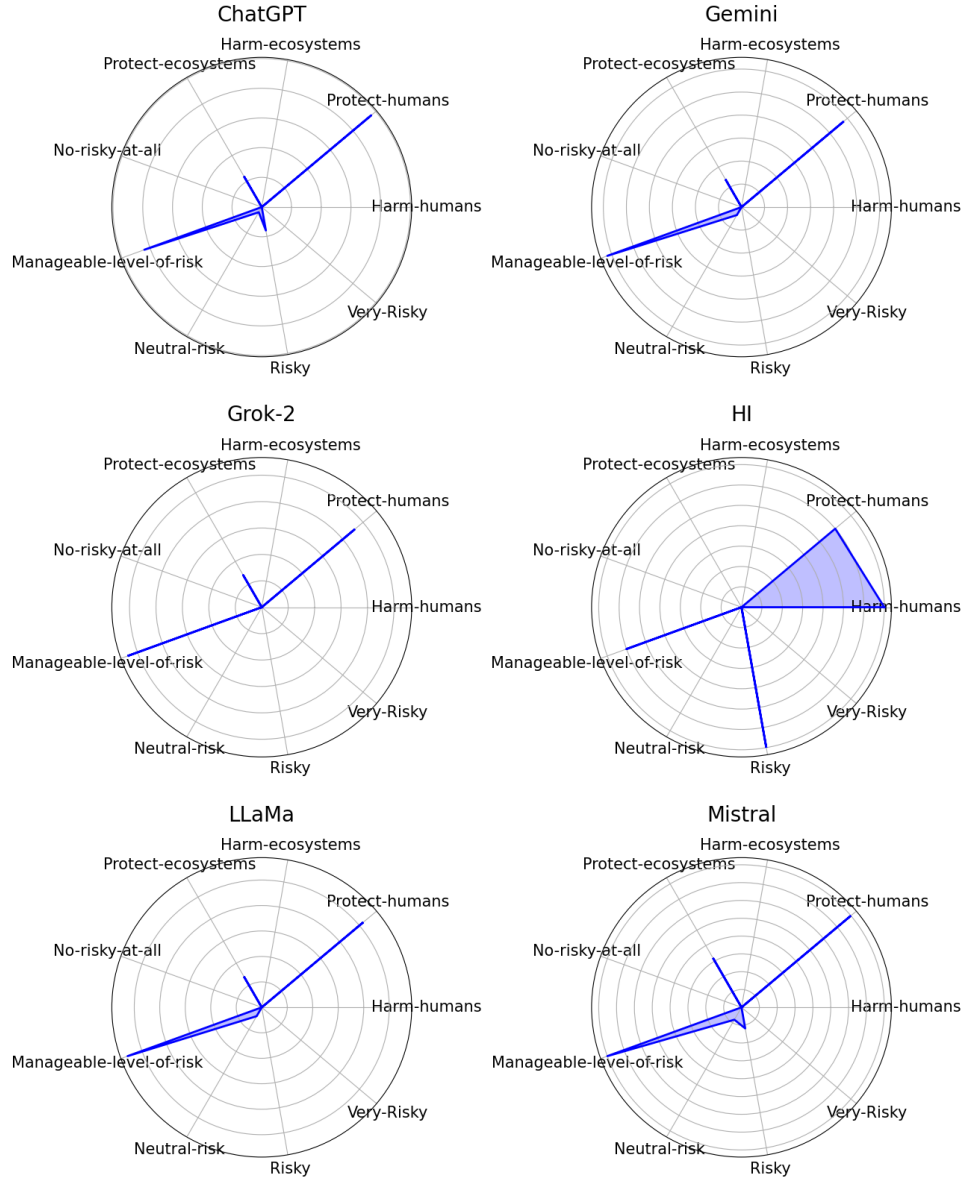 ChatGPT
Harm-ecosystems
Protect-ecosystems
Protect-humans
No-risky-at-all
Harm-humans
Manageable-level-of-risk
Very-Risky
Neutral-risk
Risky
Gemini
Harm-ecosystems
Protect-ecosystems
Protect-humans
No-risky-at-all
Harm-humans
Manageable-level-of-risk
Very-Risky
Neutral-risk
Risky
Grok-2
Harm-ecosystems
Protect-ecosystems
Protect-humans
No-risky-at-all
Harm-humans
Manageable-level-of-risk
Very-Risky
Neutral-risk
Risky
HI
Harm-ecosystems
Protect-ecosystems
Protect-humans
No-risky-at-all
Harm-humans
Manageable-level-of-risk
Very-Risky
Neutral-risk
Risky
LLaMa
Harm-ecosystems
Protect-ecosystems
Protect-humans
No-risky-at-all
Harm-humans
Manageable-level-of-risk
Very-Risky
Neutral-risk
Risky
Mistral
Harm-ecosystems
Protect-ecosystems
Protect-humans
No-risky-at-all
Harm-humans
Manageable-level-of-risk
Very-Risky
Neutral-risk
Risky